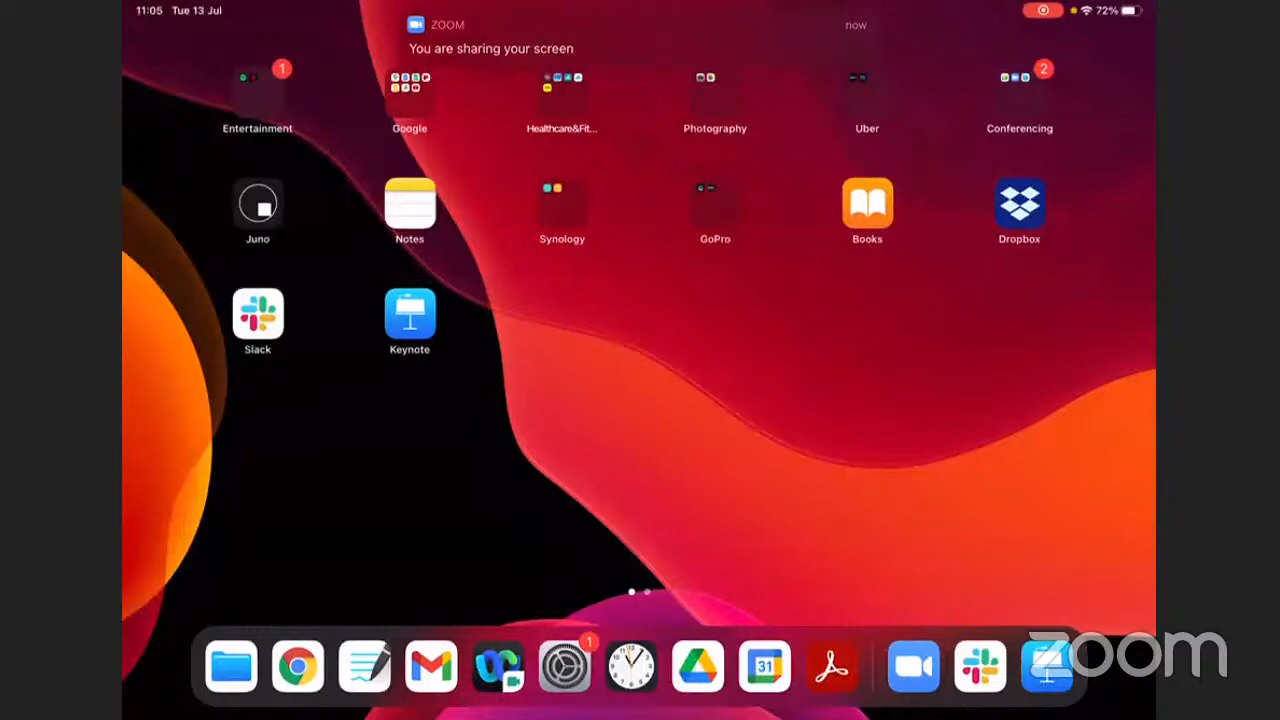 11:05 Tue 13 Jul
72%
ZOOM
now
You are sharing your screen
1
2
Entertainment
Google
Healthcare&Fit...
Photography
Uber
Conferencing
Juno
Notes
Synology
GoPro
Books
Dropbox
Slack
Keynote
1
31
zoom